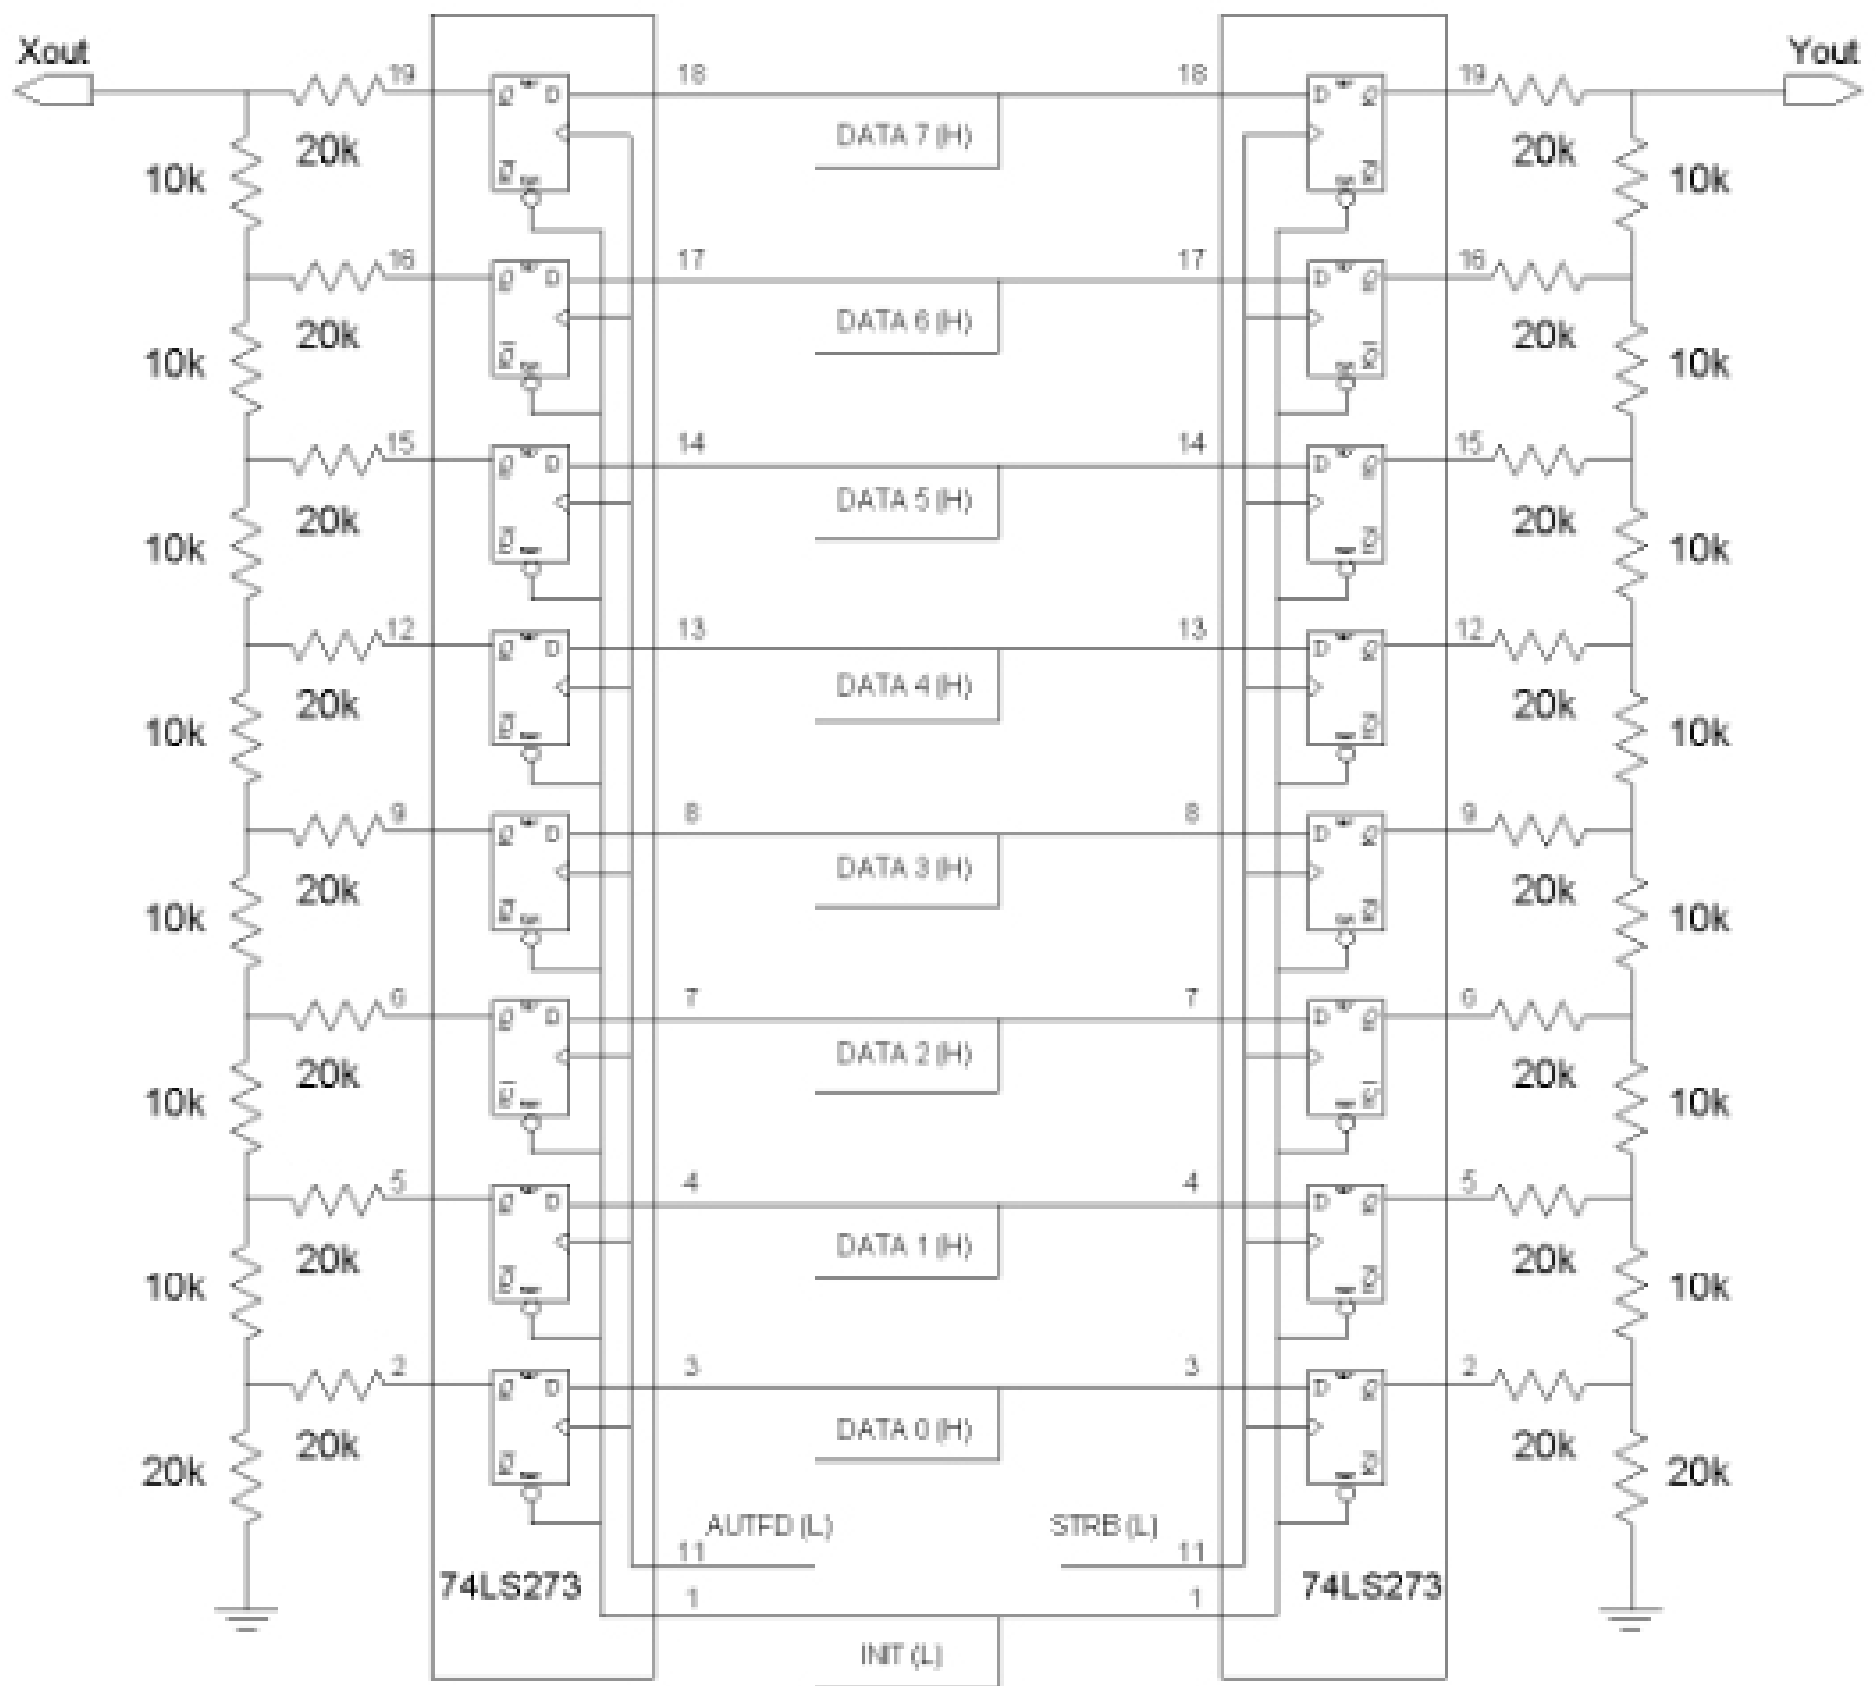 Xout Yout
19 18 18 19
DATA 7 (H)
20k 20k
10k 10k
16 17 17 16
D Q
DATA 6 (H)
20k 20k
10k 10k
15 14 14 15
DATA 5 (H)
20k 20k
10k 10k
12 13 13 12
DATA 4 (H)
20k 20k
10k 10k
9 8 8 9
DATA 3 (H)
20k 20k
10k 10k
6 7 7 6
DATA 2 (H)
20k 20k
10k 10k
5 4 4 5
DATA 1 (H)
20k 20k
10k 10k
2 3 3 2
DATA 0 (H)
20k 20k
20k 20k
AUTFD (L) STRB (L)
11 11
74LS273 74LS273
1 1
INIT (L)